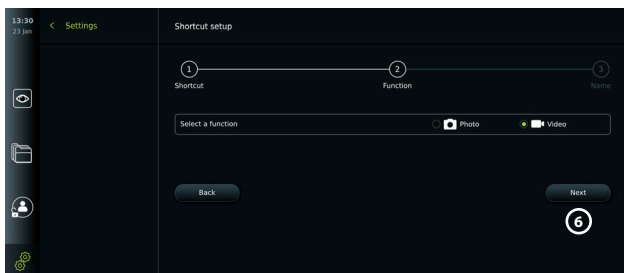 13:30
23 Jan
Settings
Shortcut setup
1
2
3
Shortcut
Function
Name
Select a function
Photo
Video
Back
Next
6